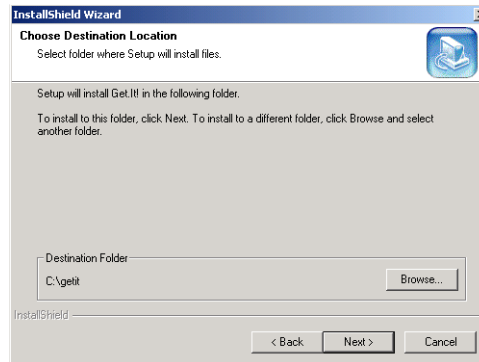 InstallShield Wizard
Choose Destination Location
Select folder where Setup will install files.
Setup will install Get.It! in the following folder.
To install to this folder, click Next. To install to a different folder, click Browse and select
another folder.
Destination Folder
C:\getit
Browse...
InstallShield
< Back
Next >
Cancel